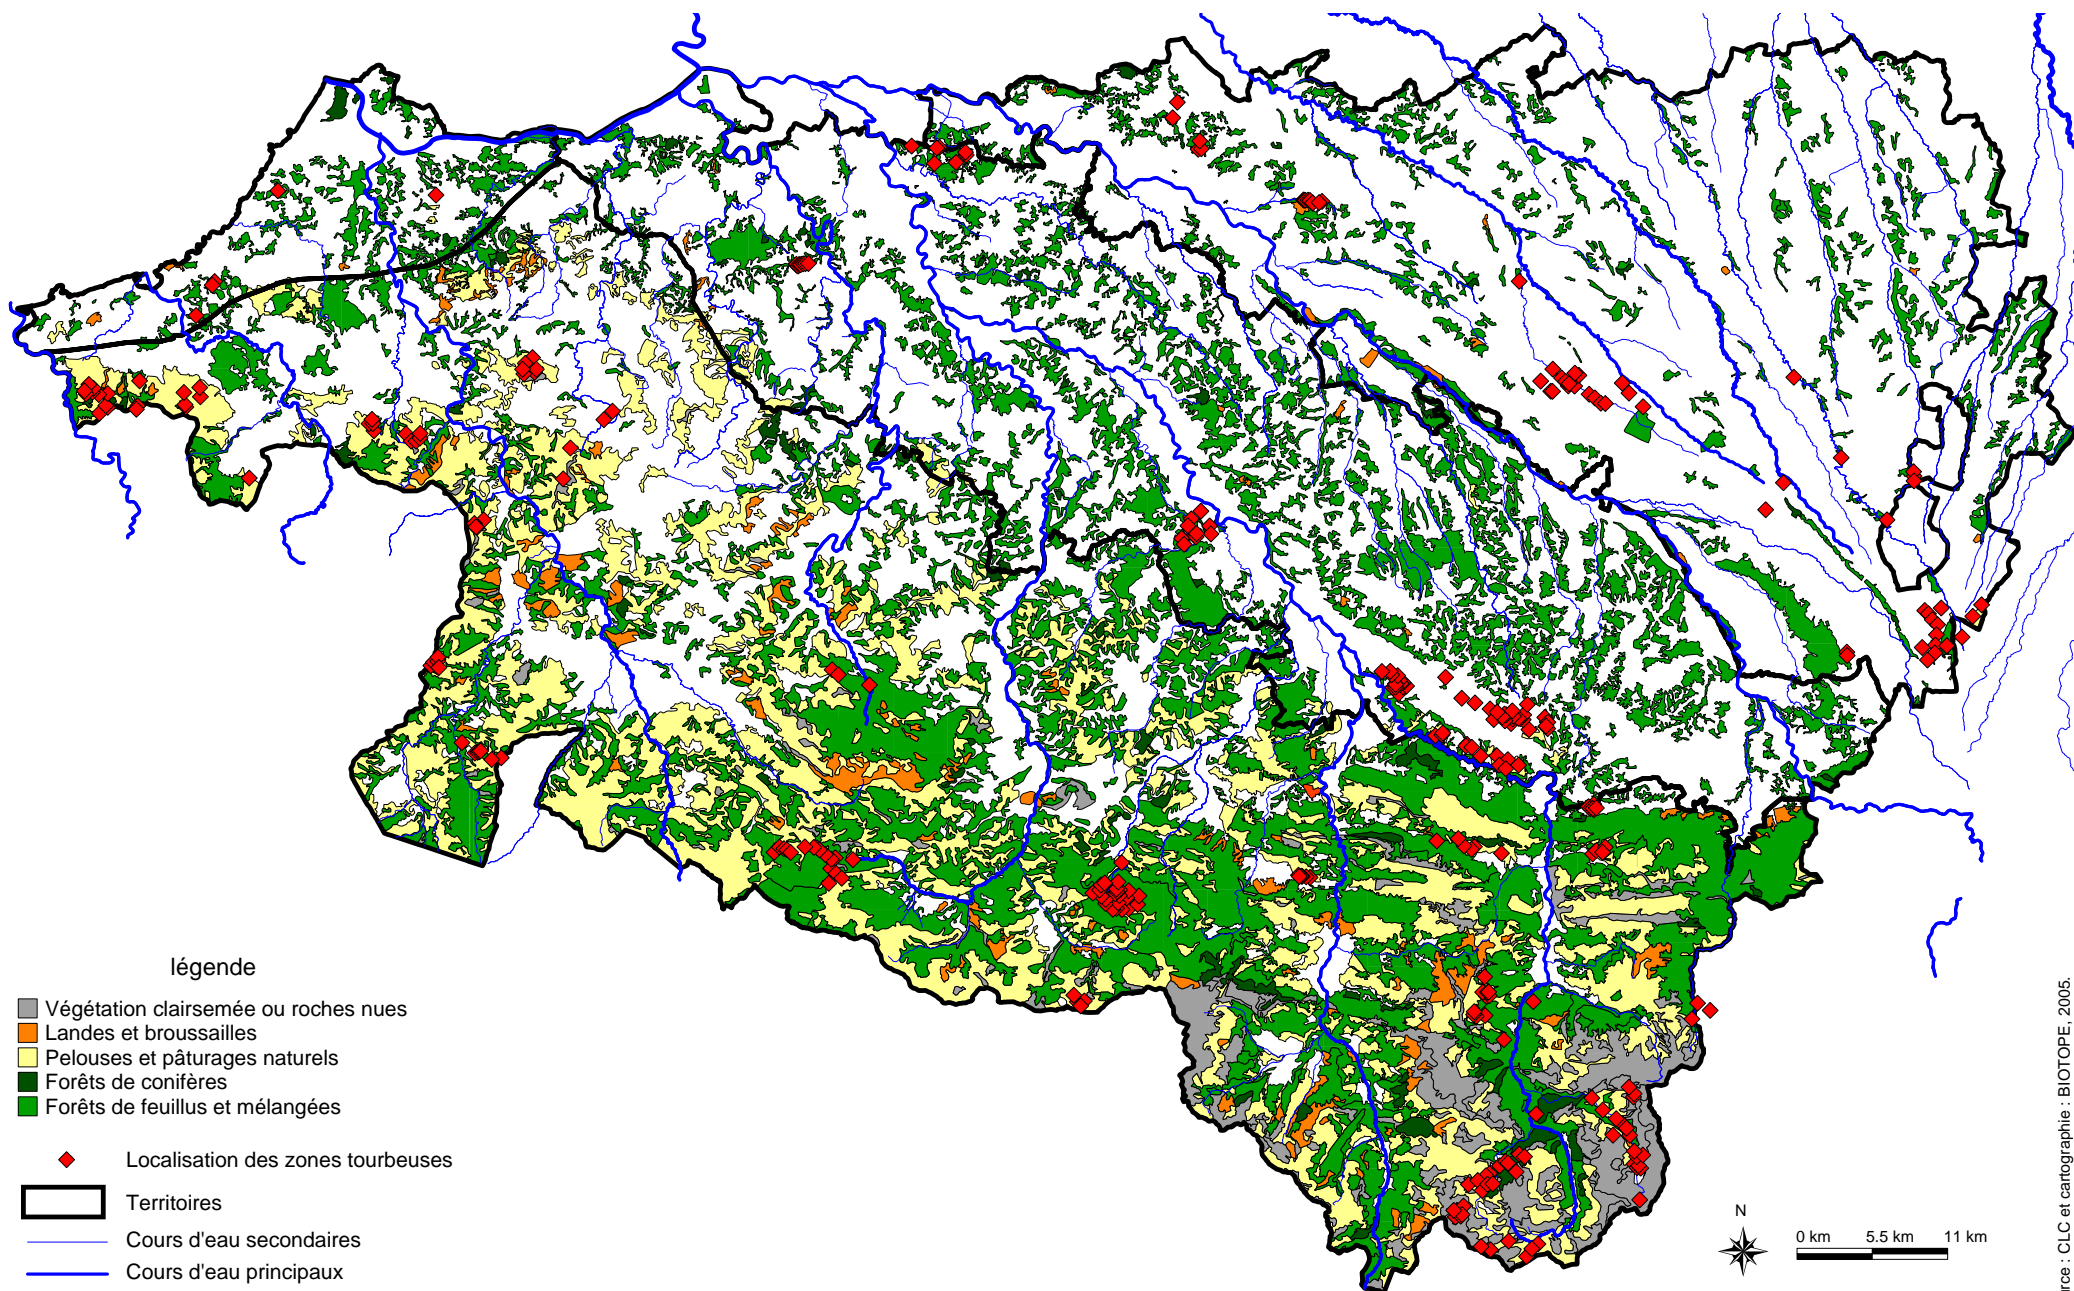 légende
Végétation clairsemée ou roches nues
Landes et broussailles
Pelouses et pâturages naturels
Forêts de conifères
Forêts de feuillus et mélangées
Localisation des zones tourbeuses
Territoires
Cours d'eau secondaires
Cours d'eau principaux
N
0 km 5.5 km 11 km
rce : CLC et cartographie : BIOTOPE, 2005.